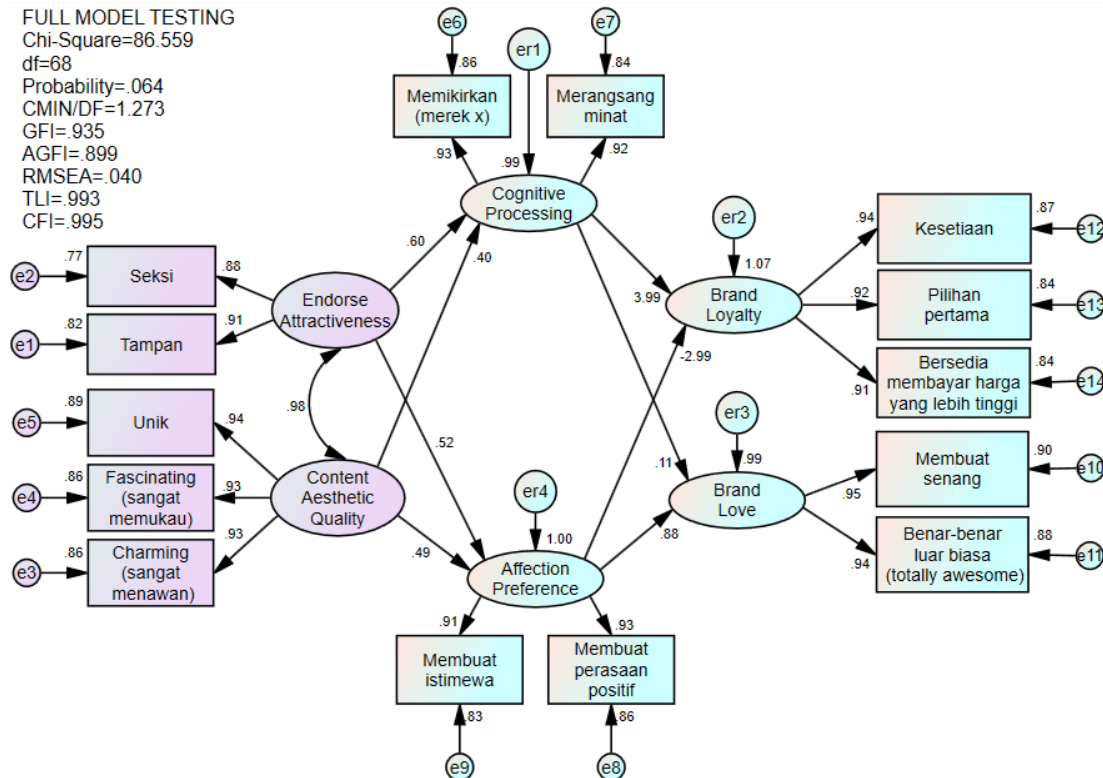 FULL MODEL TESTING
Chi-Square=86.559
df=68
Probability=.064
CMIN/DF=1.273
GFI=.935
AGFI=.899
RMSEA=.040
TLI=.993
CFI=.995
e6
er1
e7
.86
.84
Memikirkan
(merek x)
Merangsang
minat
.93
.99
.92
Cognitive
Processing
.60
.40
e2
.77
Seksi
.88
e1
.82
Tampan
.91
Endorse
Attractiveness
.98
e5
.89
Unik
.94
e4
.86
Fascinating
(sangat
memukau)
.93
e3
.86
Charming
(sangat
menawan)
.93
Content
Aesthetic
Quality
.52
.49
er2
1.07
3.99
Brand
Loyalty
-2.99
.94
Kesetiaan
.87
e12
.92
Pilihan
pertama
.84
e13
.91
Bersedia
membayar harga
yang lebih tinggi
.84
e14
er3
.99
.11
Brand
Love
.88
.95
Membuat
senang
.90
e10
.94
Benar-benar
luar biasa
(totally awesome)
.88
e11
er4
1.00
Affection
Preference
.91
.93
Membuat
istimewa
Membuat
perasaan
positif
.83
.86
e9
e8